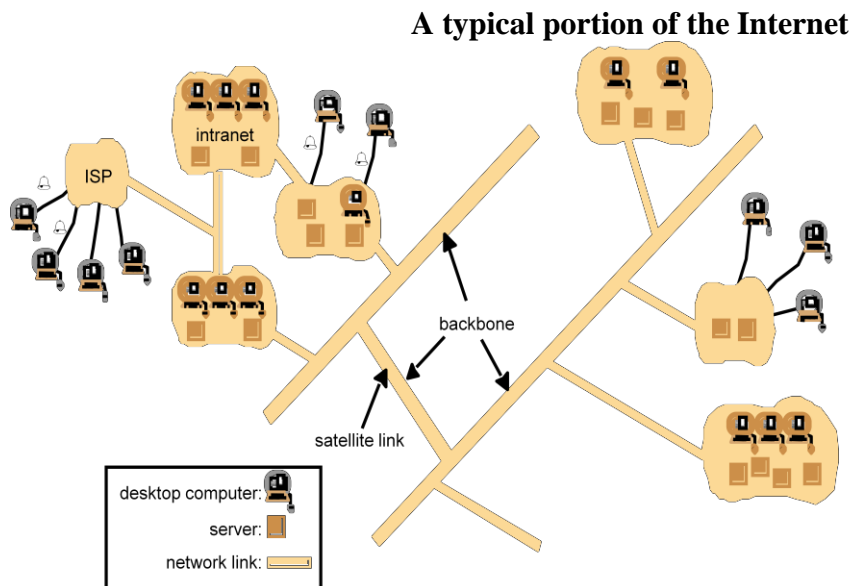 A typical portion of the Internet
intranet
ISP
backbone
satellite link
desktop computer:
server:
network link: